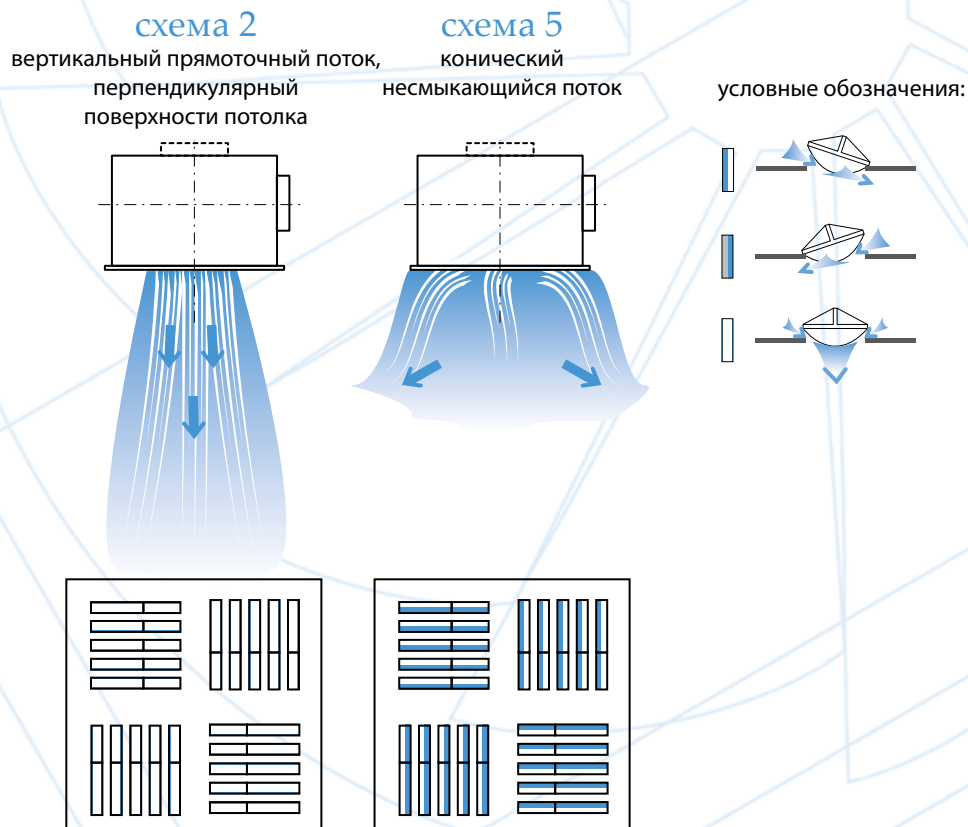 схема 2
вертикальный прямоточный поток,
перпендикулярный
поверхности потолка
схема 5
конический
несмыкающийся поток
условные обозначения: